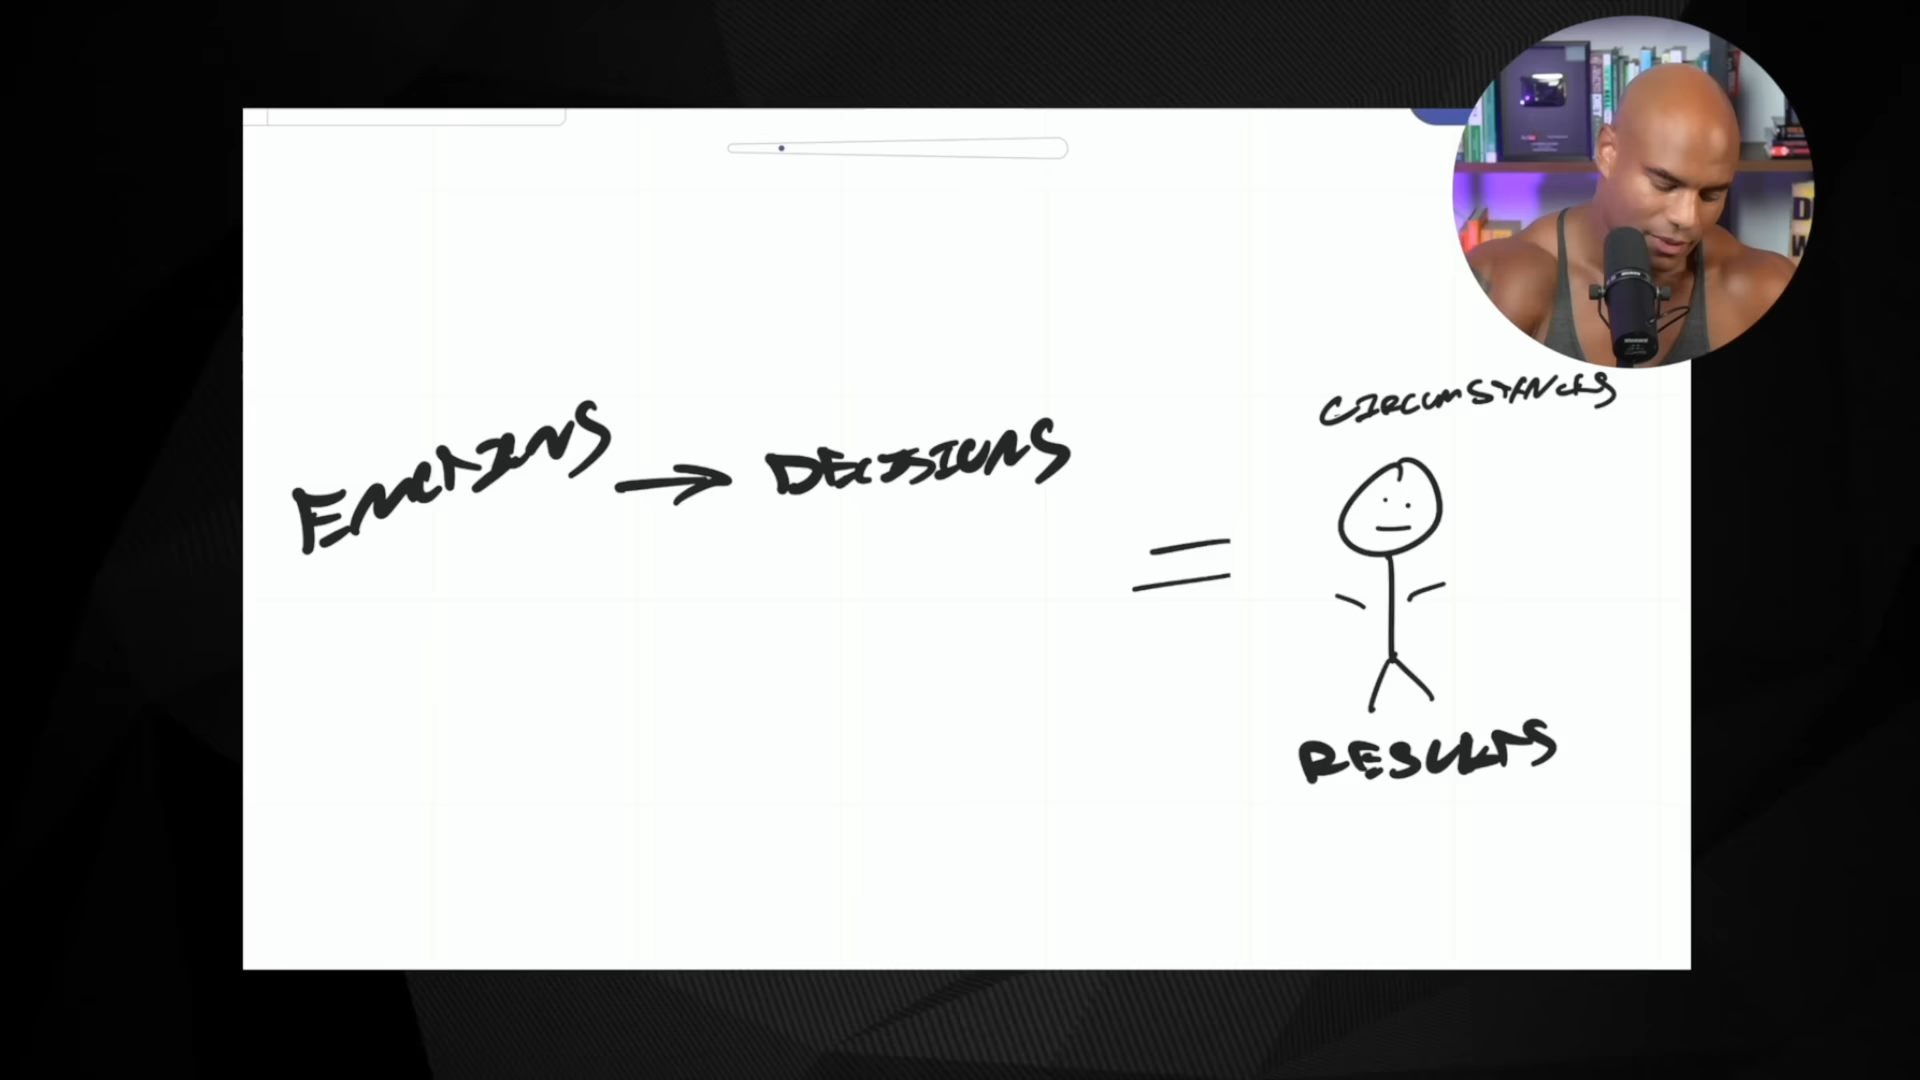 EMOTIONS → DECISIONS
=
CIRCUMSTANCES
RESULTS